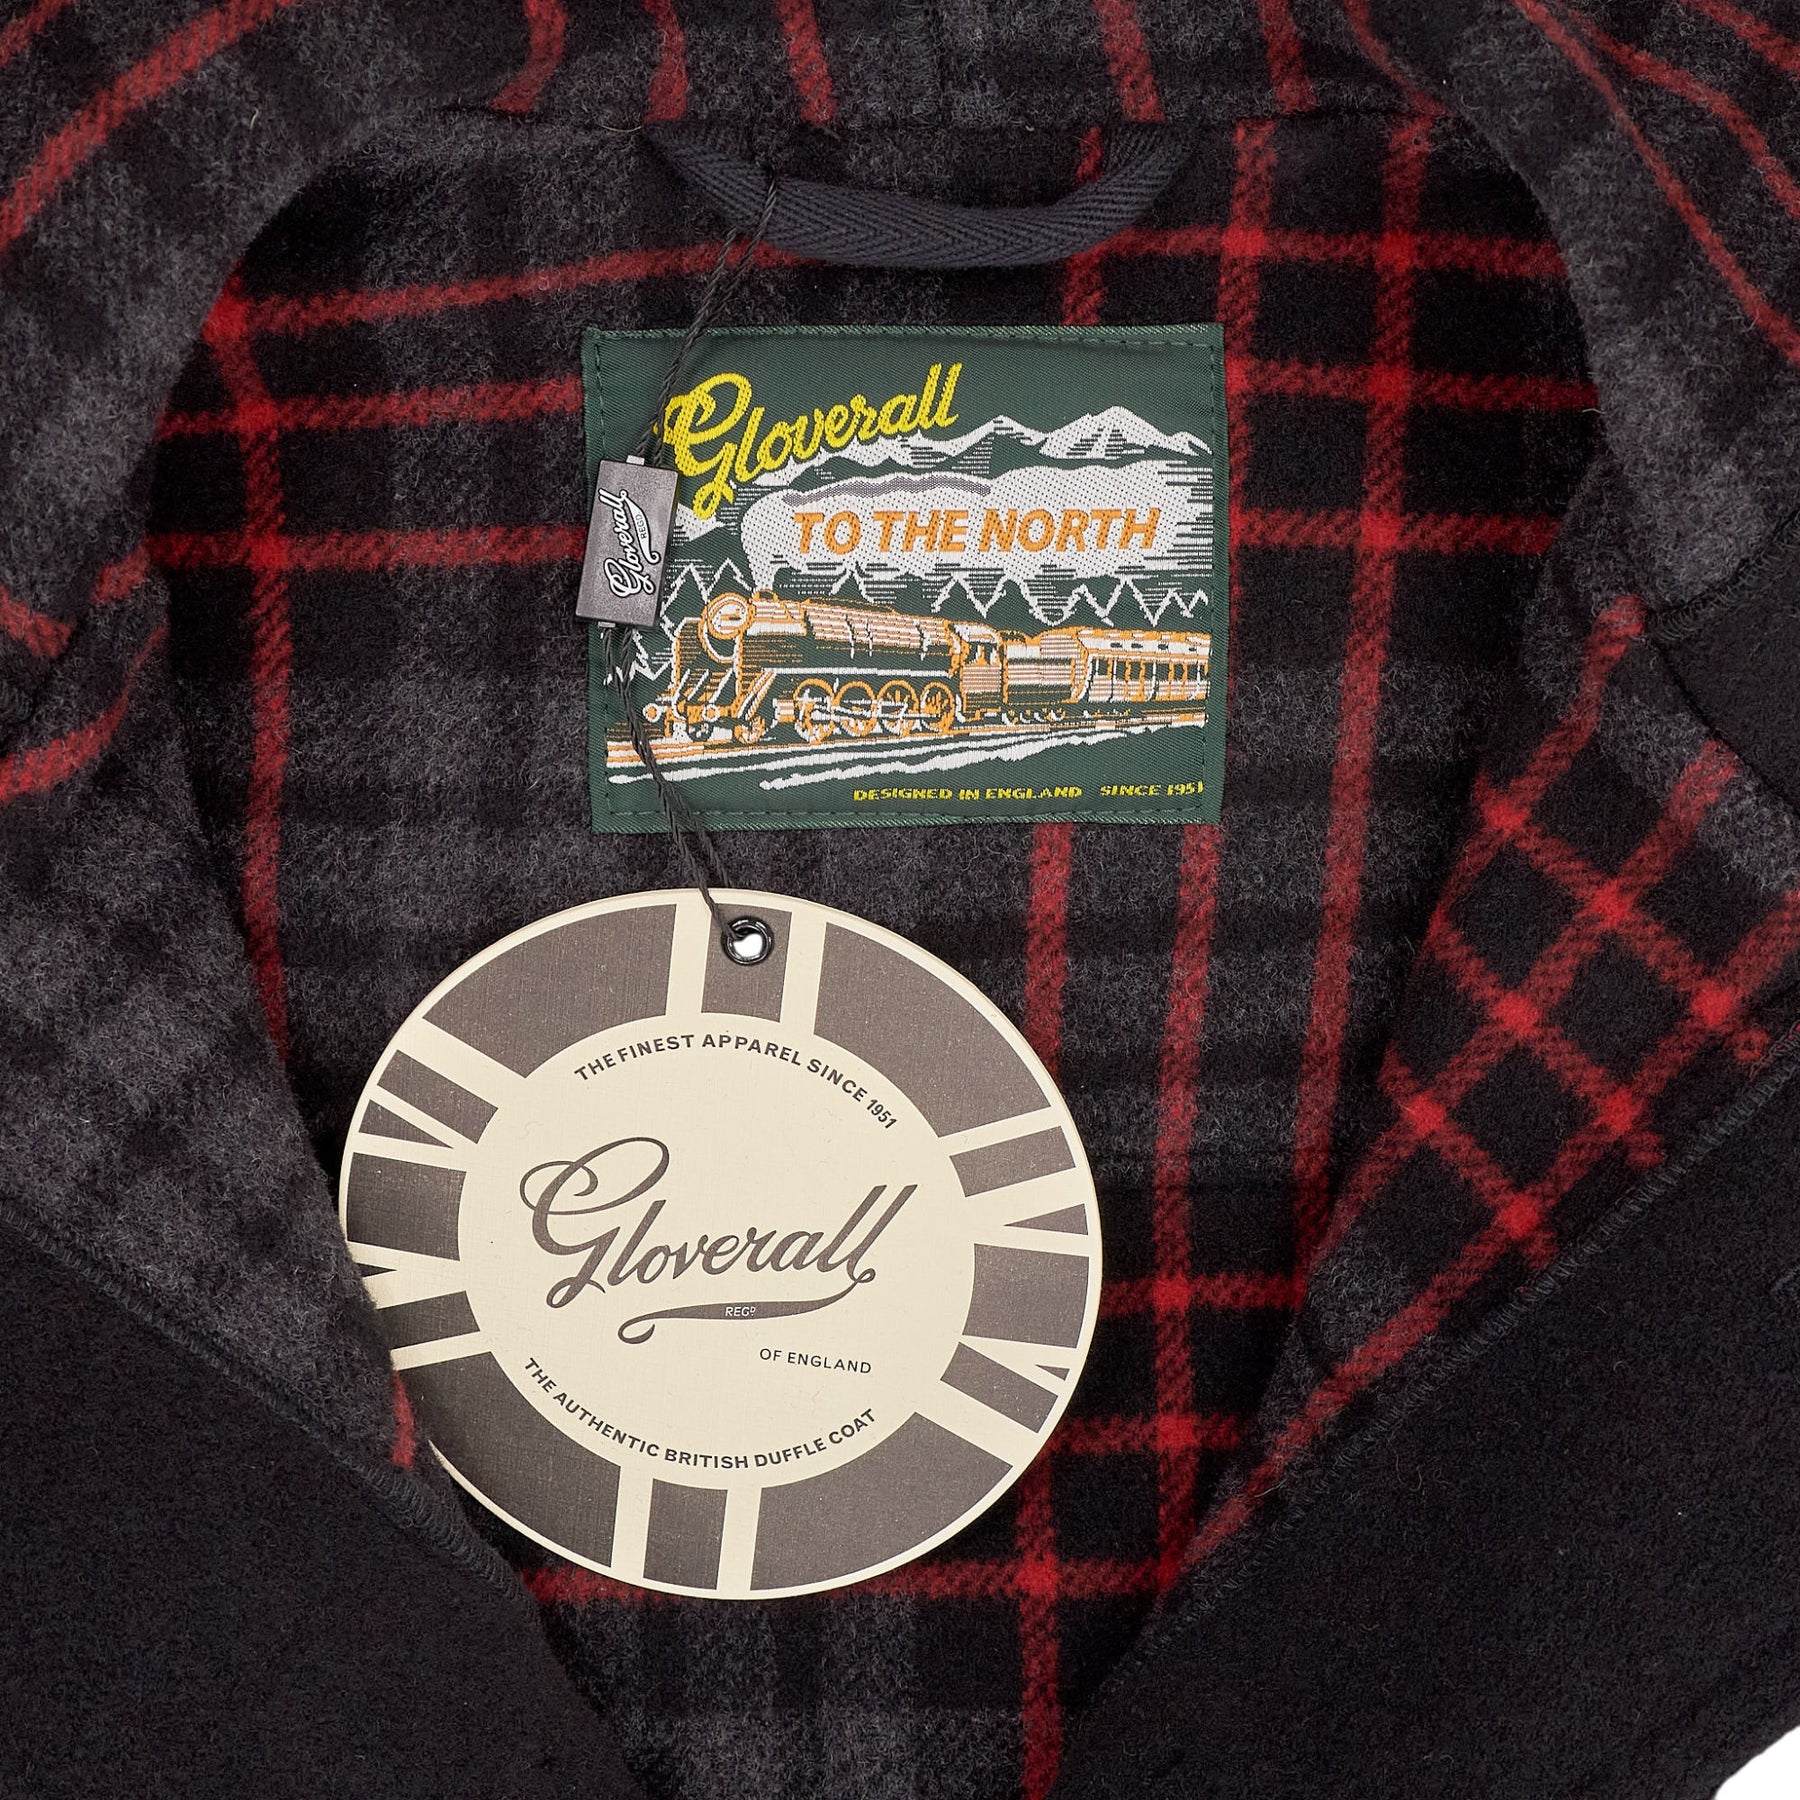 Gloverall
TO THE NORTH
Gloverall
REGD
DESIGNED IN ENGLAND SINCE 1951
THE FINEST APPAREL SINCE 1951
Gloverall
REGD
OF ENGLAND
THE AUTHENTIC BRITISH DUFFLE COAT